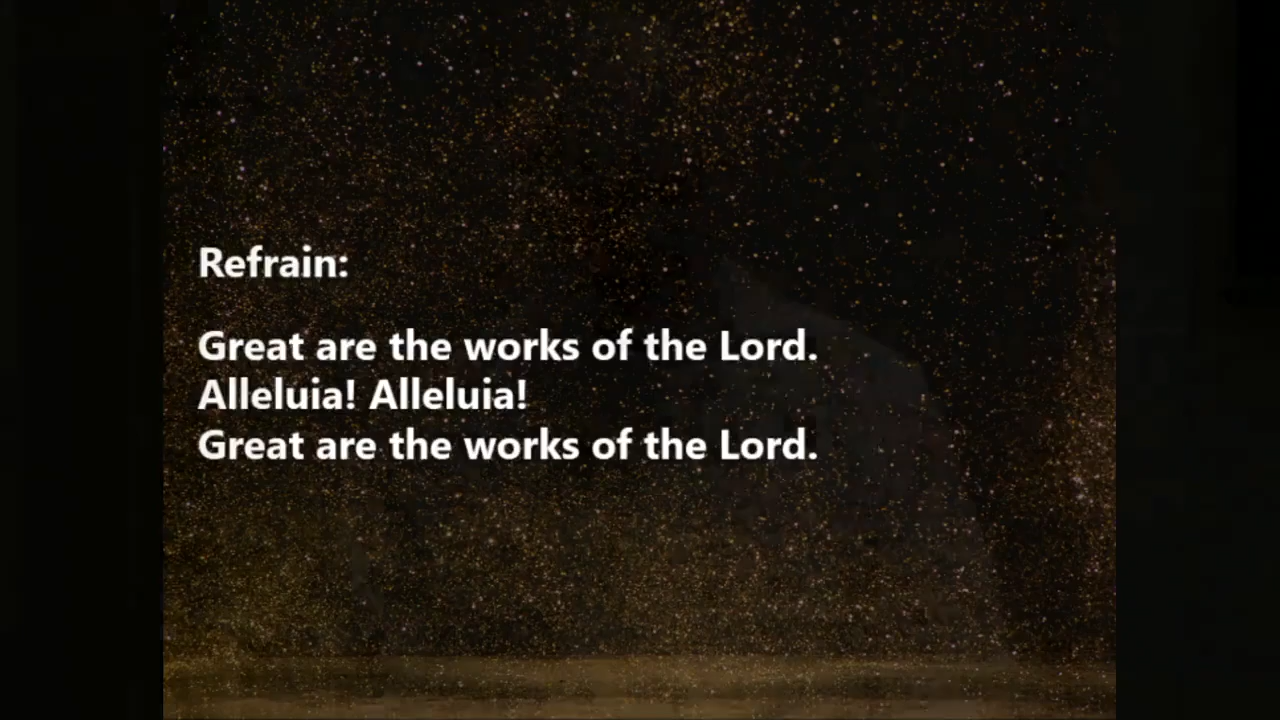 Refrain:
Great are the works of the Lord.
Alleluia! Alleluia!
Great are the works of the Lord.